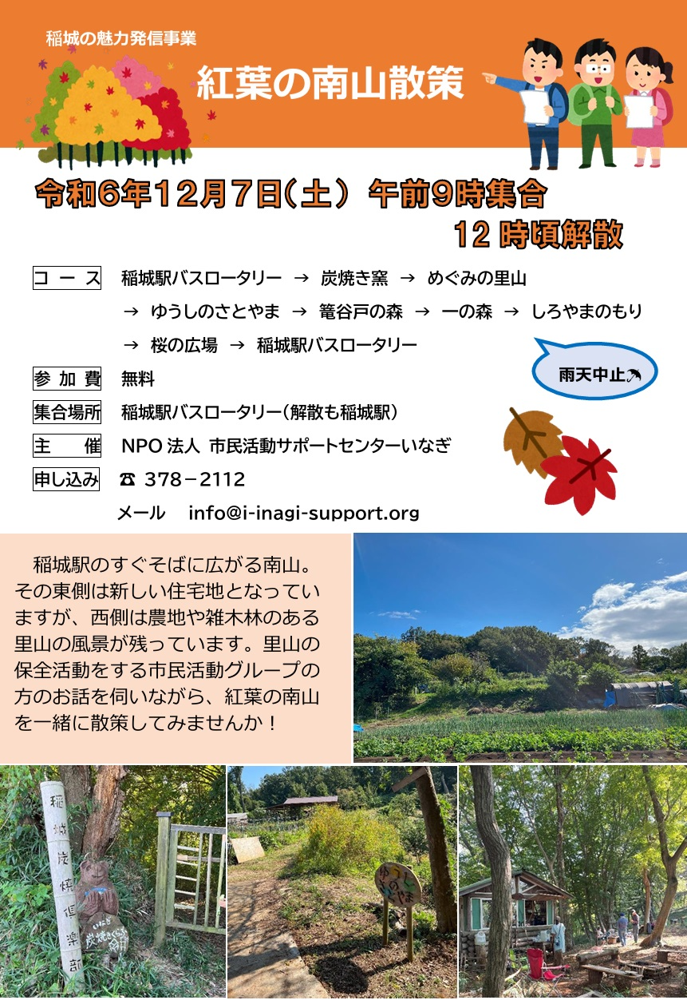 稲城の魅力発信事業
紅葉の南山散策
令和6年12月7日(土) 午前9時集合
12時頃解散
コース 稲城駅バスロータリー → 炭焼き窯 → めぐみの里山
→ ゆうしのさとやま → 篭谷戸の森 → 一の森 → しろやまのもり
→ 桜の広場 → 稲城駅バスロータリー
雨天中止☂
参加費 無料
集合場所 稲城駅バスロータリー(解散も稲城駅)
主催 NPO法人 市民活動サポートセンターいなぎ
申し込み ☎ 378-2112
メール info@i-inagi-support.org
稲城駅のすぐそばに広がる南山。
その東側は新しい住宅地となってい
ますが、西側は農地や雑木林のある
里山の風景が残っています。里山の
保全活動をする市民活動グループの
方のお話を伺いながら、紅葉の南山
を一緒に散策してみませんか！
稲城炭焼倶楽部
いなぎ
炭焼きくらぶ